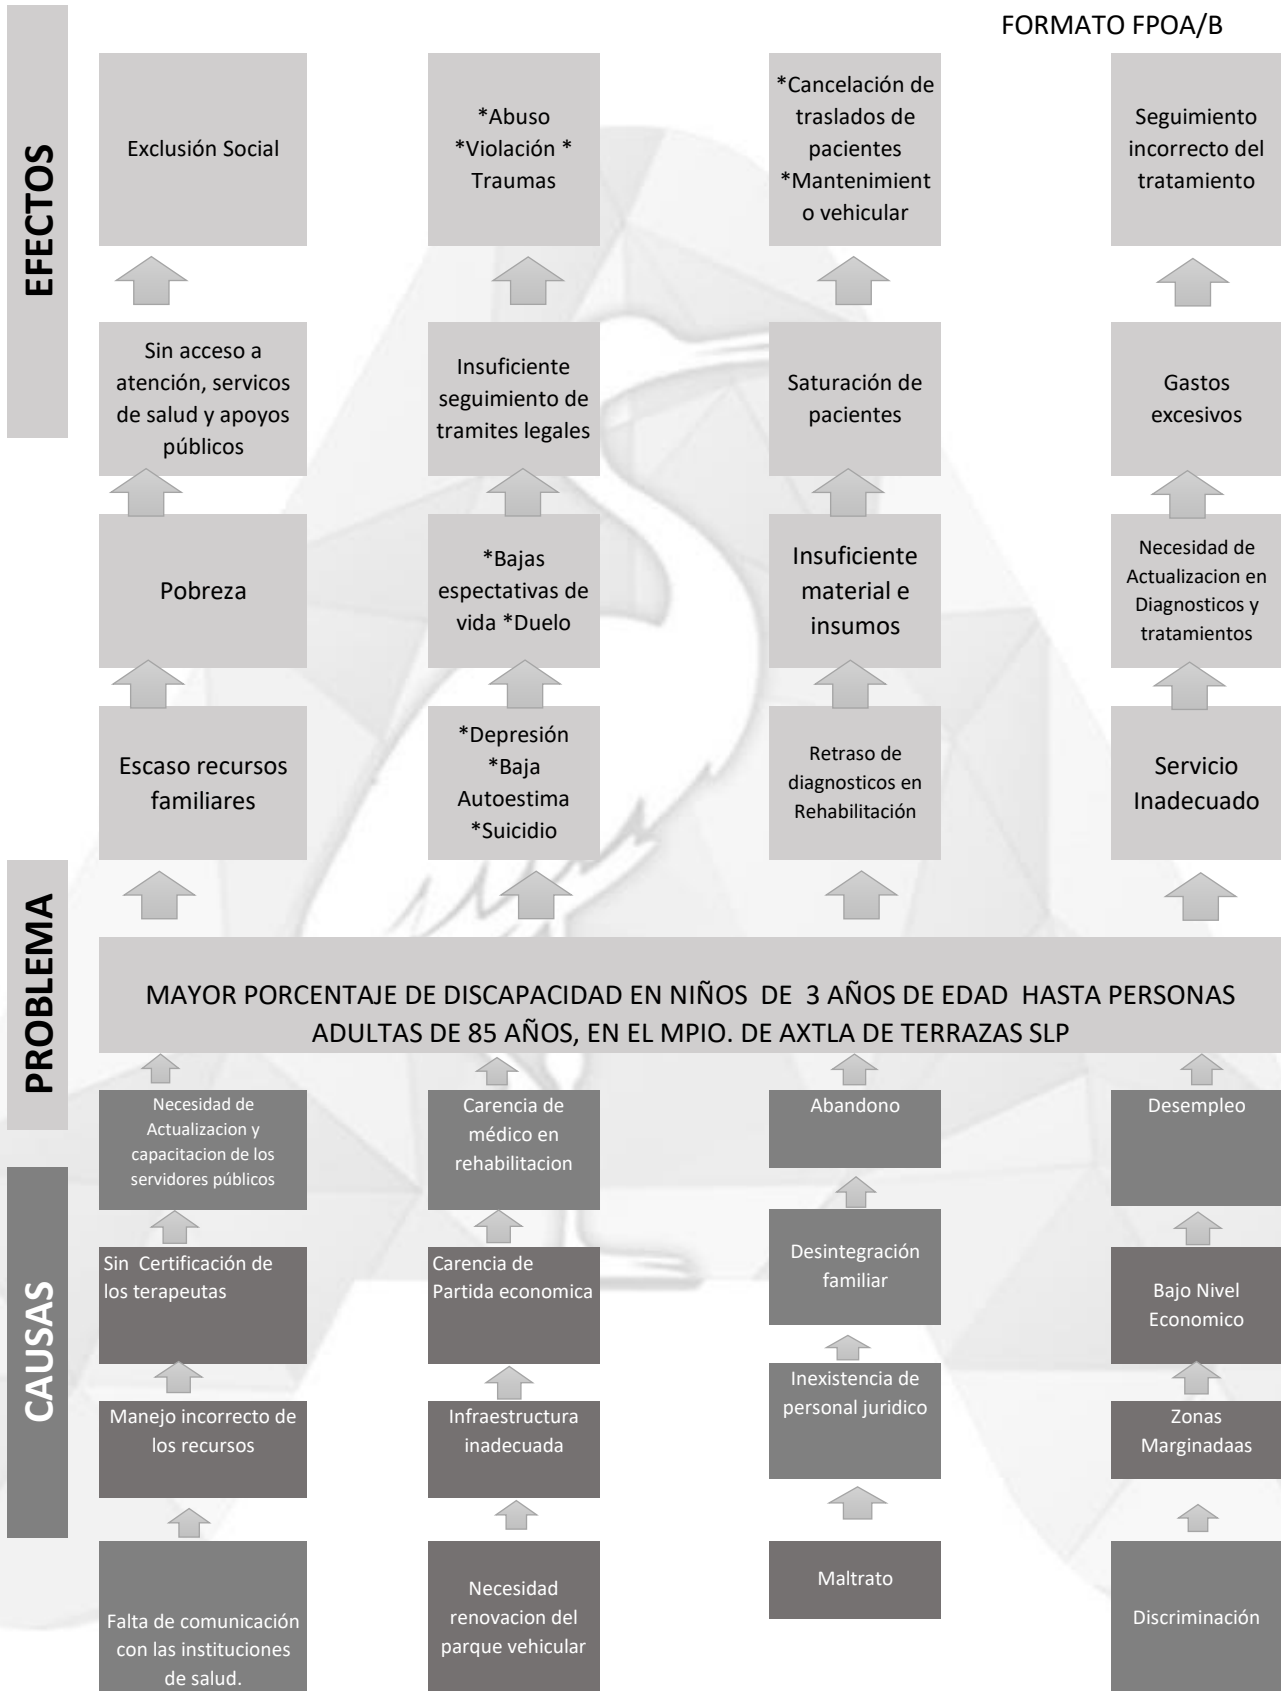 FORMATO FPOA/B
EFECTOS
Exclusión Social
*Abuso
*Violación *
Traumas
*Cancelación de
traslados de
pacientes
*Mantenimient
o vehicular
Seguimiento
incorrecto del
tratamiento
Sin acceso a
atención, servicos
de salud y apoyos
públicos
Insuficiente
seguimiento de
tramites legales
Saturación de
pacientes
Gastos
excesivos
Pobreza
*Bajas
espectativas de
vida *Duelo
Insuficiente
material e
insumos
Necesidad de
Actualizacion en
Diagnosticos y
tratamientos
Escaso recursos
familiares
*Depresión
*Baja
Autoestima
*Suicidio
Retraso de
diagnosticos en
Rehabilitación
Servicio
Inadecuado
PROBLEMA
MAYOR PORCENTAJE DE DISCAPACIDAD EN NIÑOS DE 3 AÑOS DE EDAD HASTA PERSONAS
ADULTAS DE 85 AÑOS, EN EL MPIO. DE AXTLA DE TERRAZAS SLP
CAUSAS
Necesidad de
Actualizacion y
capacitacion de los
servidores públicos
Carencia de
médico en
rehabilitacion
Abandono
Desempleo
Sin Certificación de
los terapeutas
Carencia de
Partida economica
Desintegración
familiar
Bajo Nivel
Economico
Manejo incorrecto de
los recursos
Infraestructura
inadecuada
Inexistencia de
personal juridico
Zonas
Marginadaas
Falta de comunicación
con las instituciones
de salud.
Necesidad
renovacion del
parque vehicular
Maltrato
Discriminación